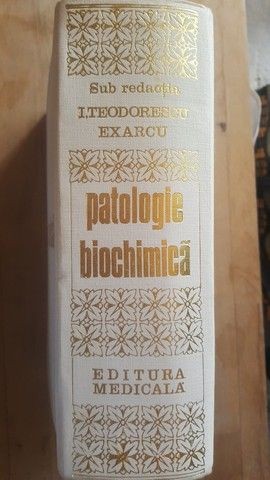 Sub redacția
I.TEODORESCU
EXARCU
patologie
biochimică
EDITURA
MEDICALĂ